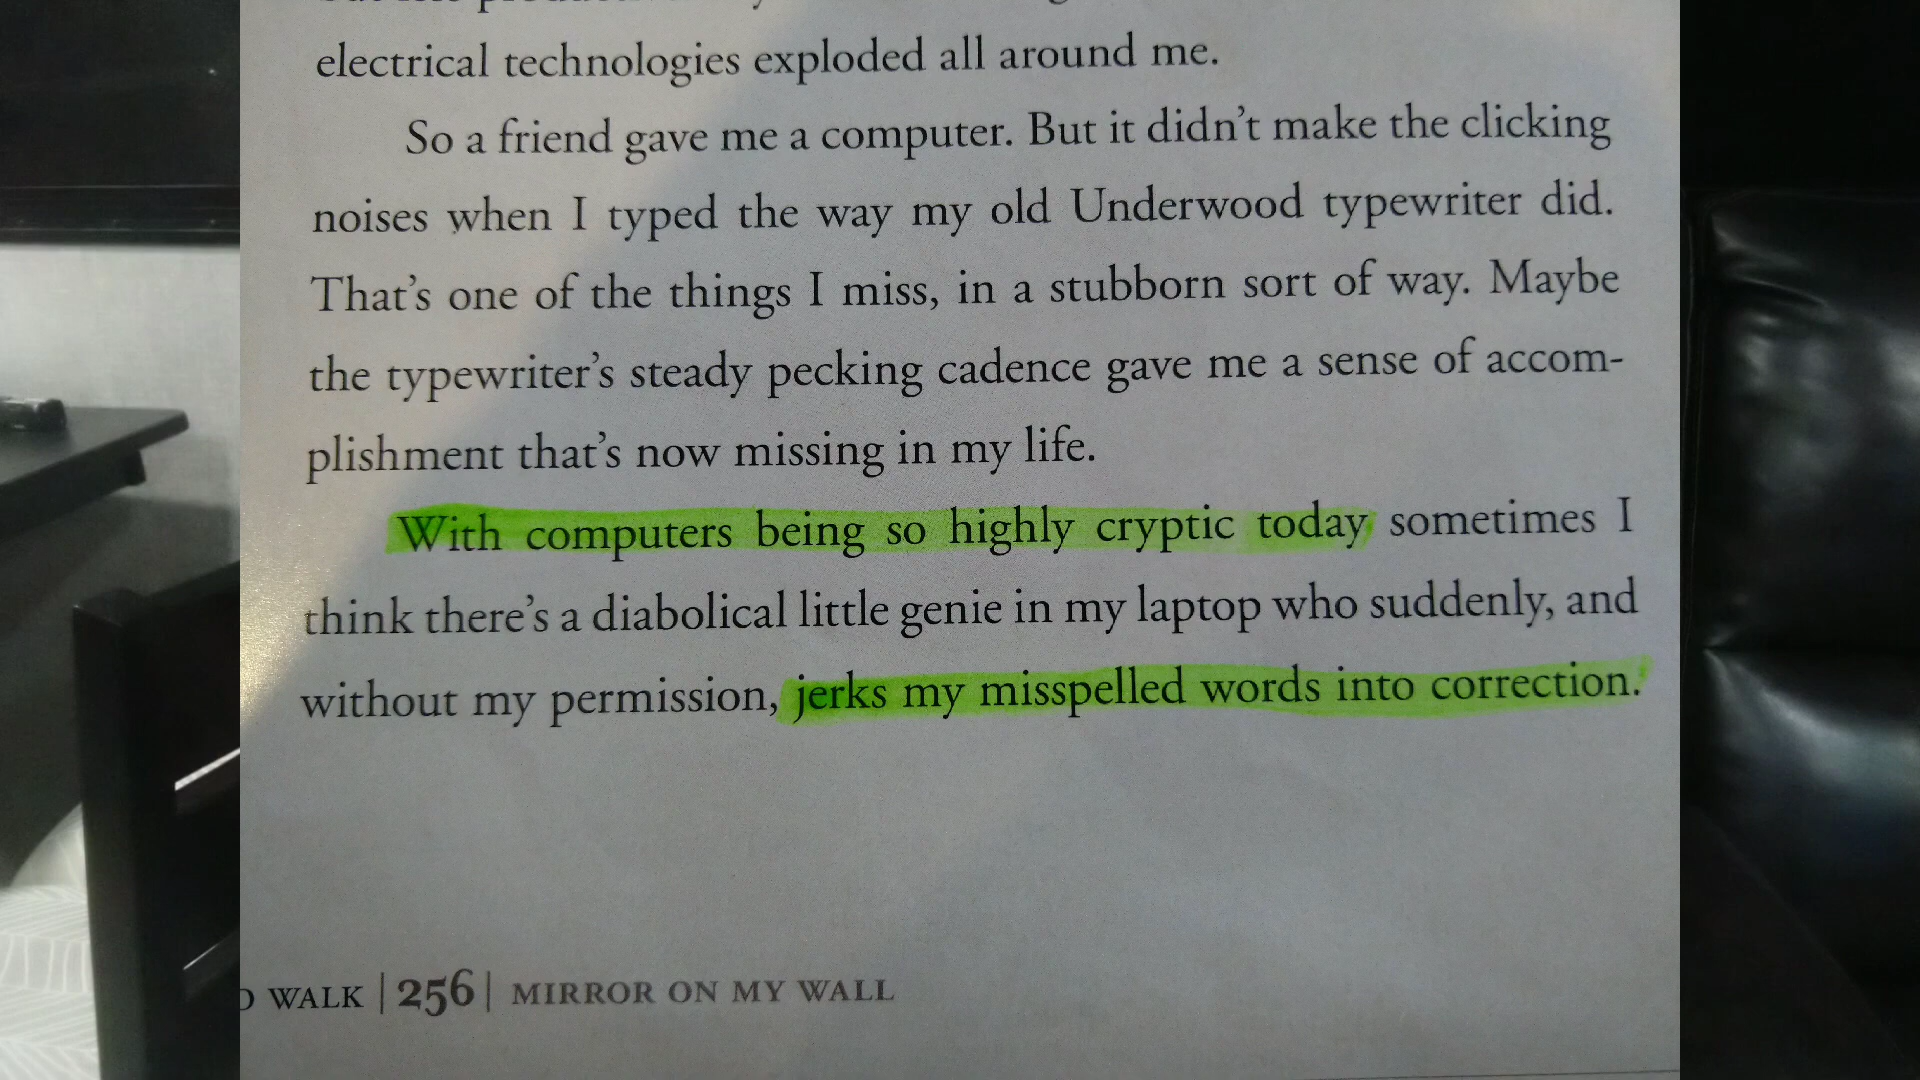 electrical technologies exploded all around me.
So a friend gave me a computer. But it didn't make the clicking
noises when I typed the way my old Underwood typewriter did.
That's one of the things I miss, in a stubborn sort of way. Maybe
the typewriter's steady pecking cadence gave me a sense of accom-
plishment that's now missing in my life.
With computers being so highly cryptic today sometimes I
think there's a diabolical little genie in my laptop who suddenly, and
without my permission, jerks my misspelled words into correction.
WALK | 256 | MIRROR ON MY WALL